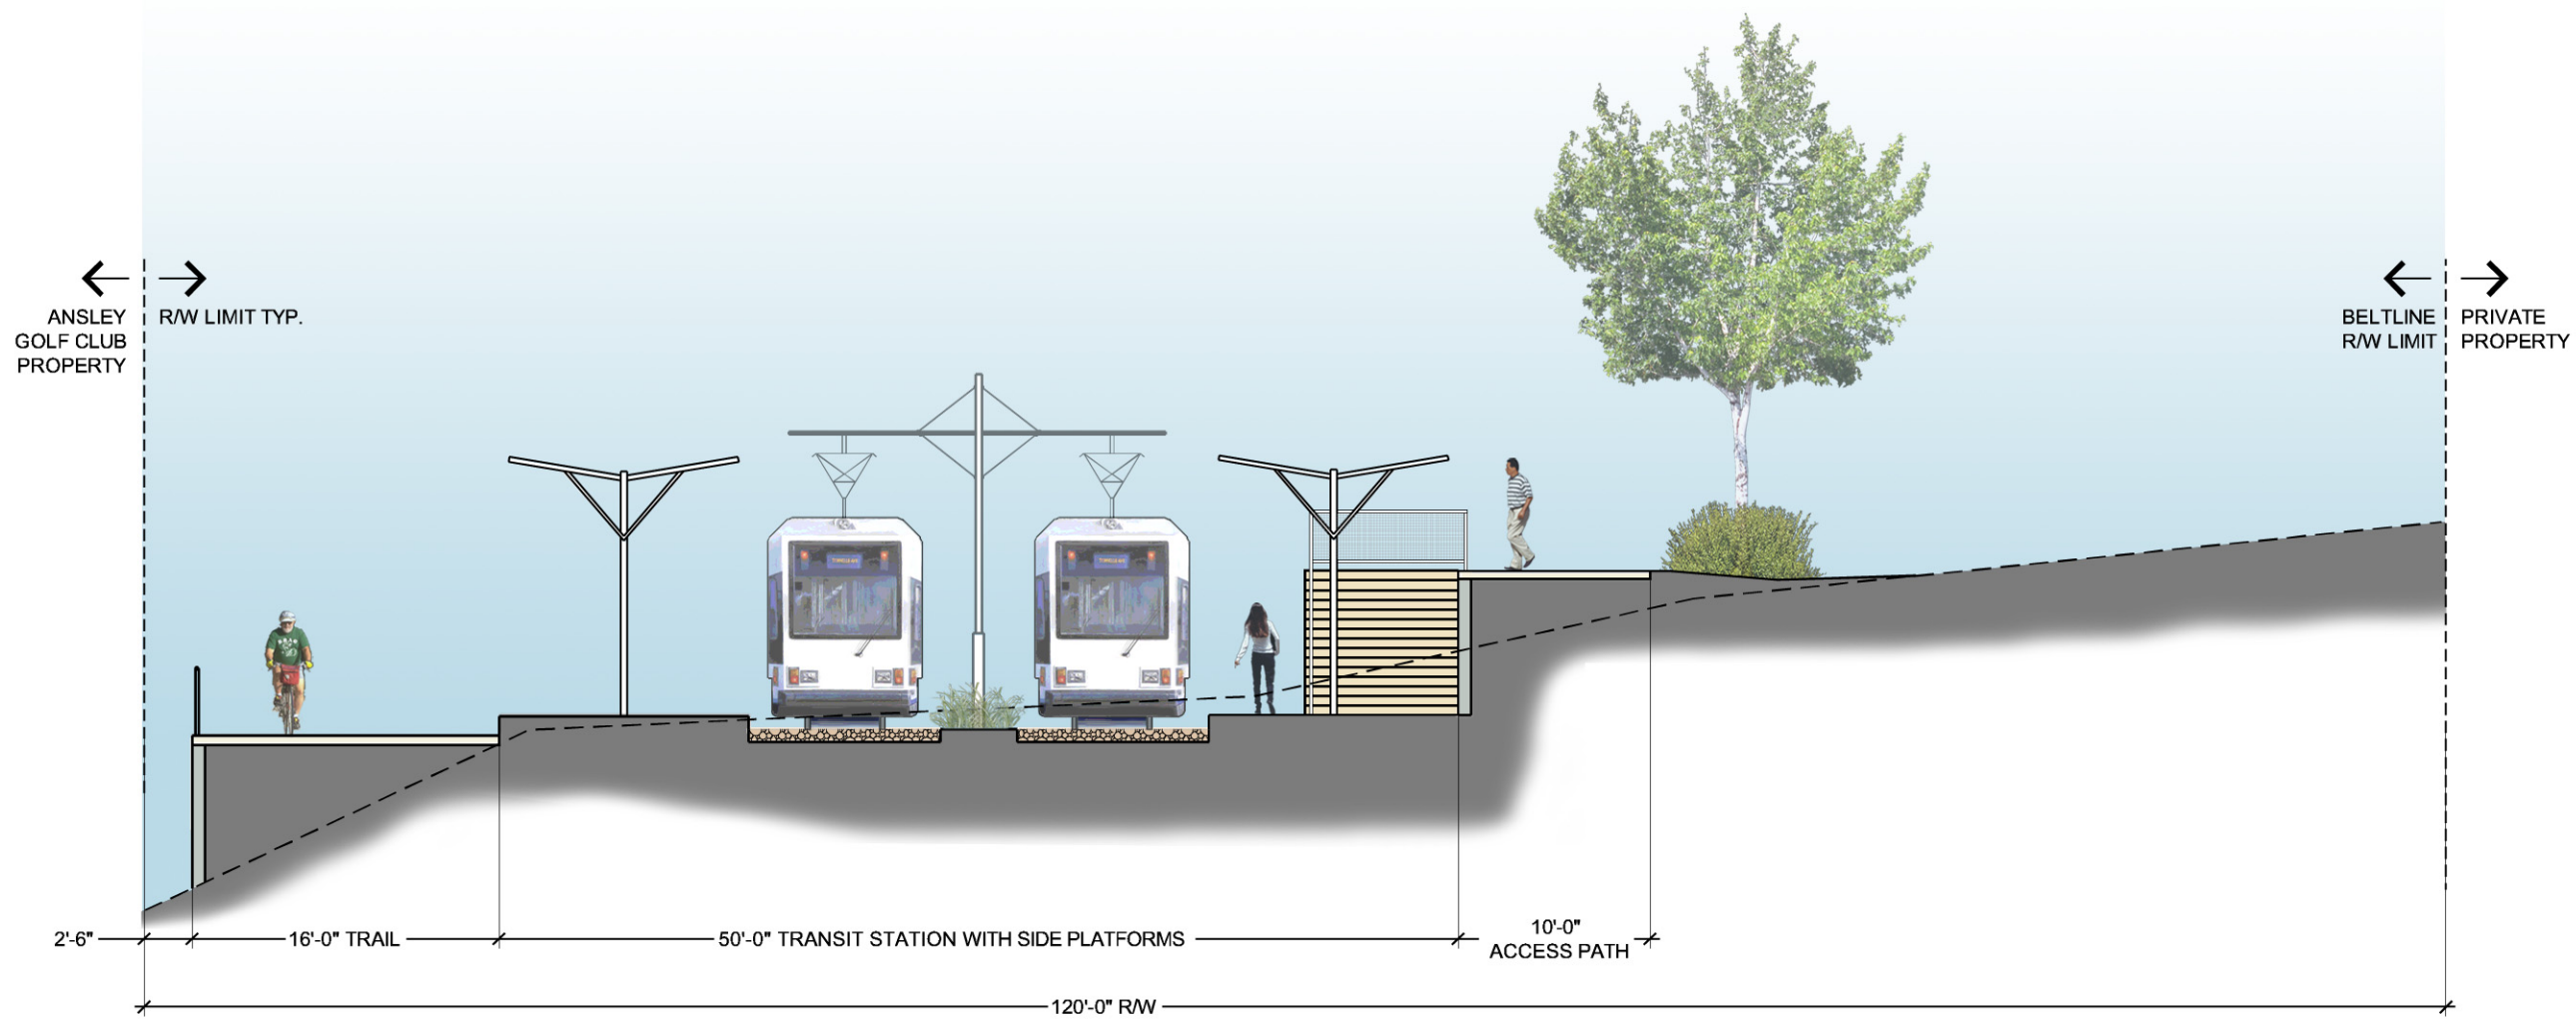 ANSLEY
GOLF CLUB
PROPERTY
R/W LIMIT TYP.
BELTLINE
R/W LIMIT
PRIVATE
PROPERTY
2'-6"
16'-0" TRAIL
50'-0" TRANSIT STATION WITH SIDE PLATFORMS
10'-0"
ACCESS PATH
120'-0" R/W